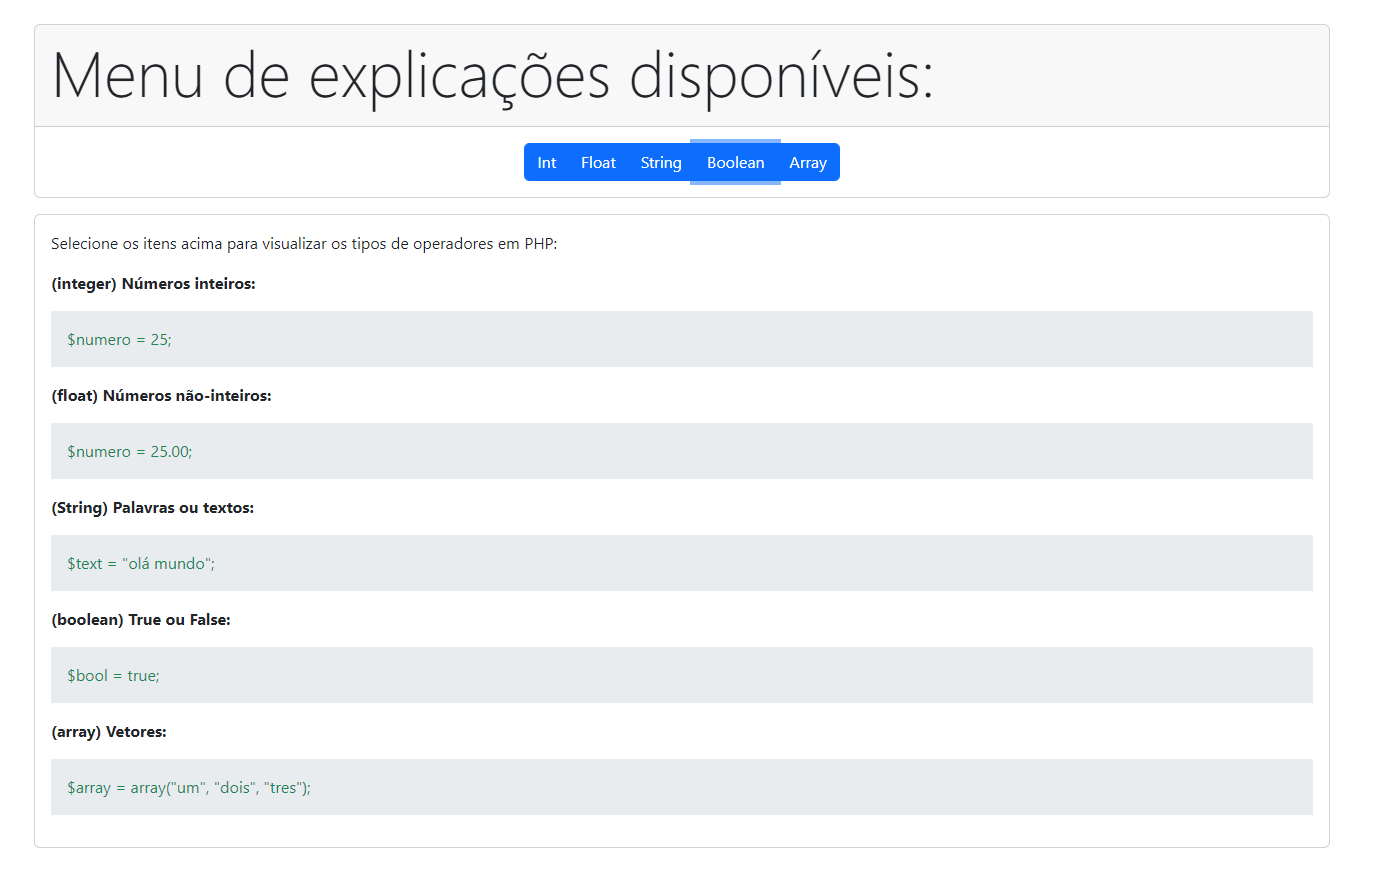 Menu de explicações disponíveis:
Int Float String Boolean Array
Selecione os itens acima para visualizar os tipos de operadores em PHP:
(integer) Números inteiros:
$numero = 25;
(float) Números não-inteiros:
$numero = 25.00;
(String) Palavras ou textos:
$text = "olá mundo";
(boolean) True ou False:
$bool = true;
(array) Vetores:
$array = array("um", "dois", "tres");